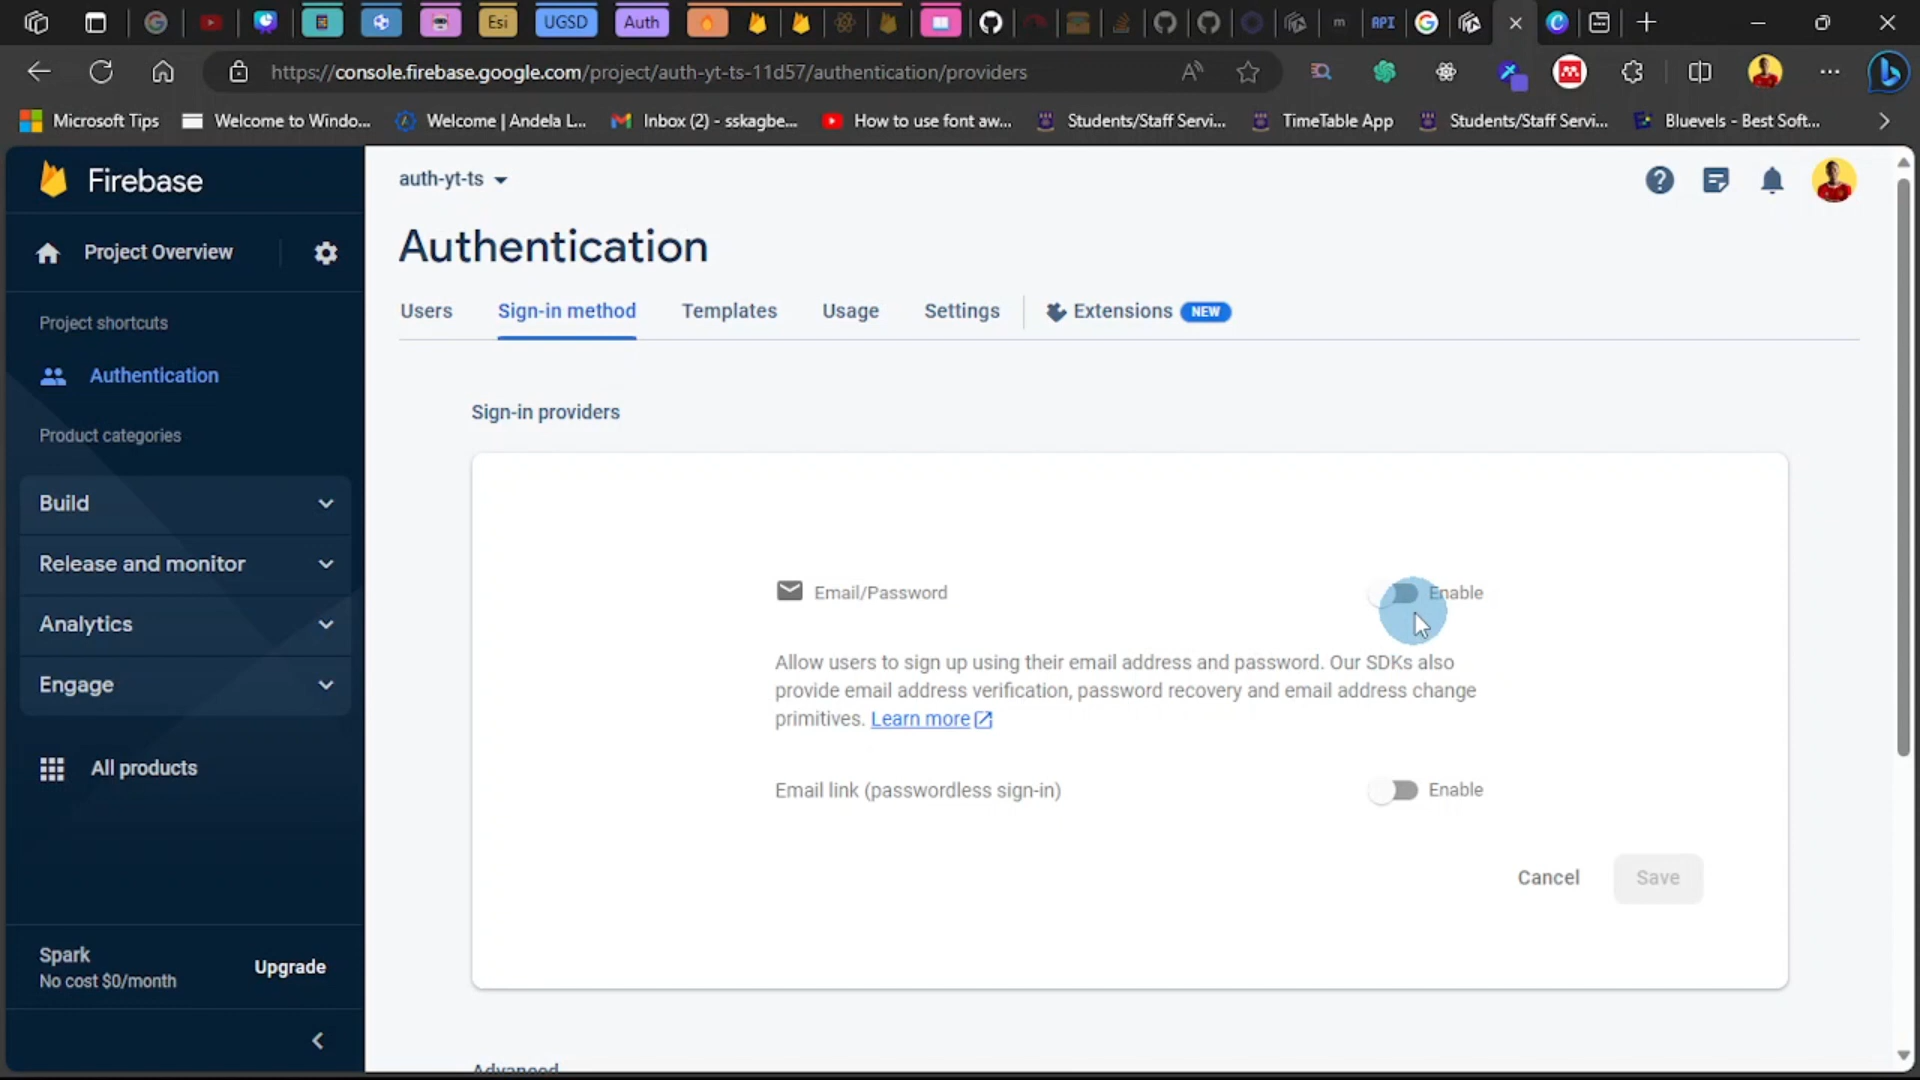 Esi
UGSD
Auth
API
https://console.firebase.google.com/project/auth-yt-ts-11d57/authentication/providers
Microsoft Tips
Welcome to Windo...
Welcome | Andela L...
Inbox (2) - sskagbe...
How to use font aw...
Students/Staff Servi...
TimeTable App
Students/Staff Servi...
Bluevels - Best Soft...
Firebase
auth-yt-ts
Project Overview
Authentication
Users
Sign-in method
Templates
Usage
Settings
Extensions
NEW
Project shortcuts
Authentication
Product categories
Sign-in providers
Build
Release and monitor
Analytics
Engage
All products
Email/Password
Enable
Allow users to sign up using their email address and password. Our SDKs also
provide email address verification, password recovery and email address change
primitives. Learn more
Email link (passwordless sign-in)
Enable
Cancel
Save
Spark
No cost $0/month
Upgrade
Advanced